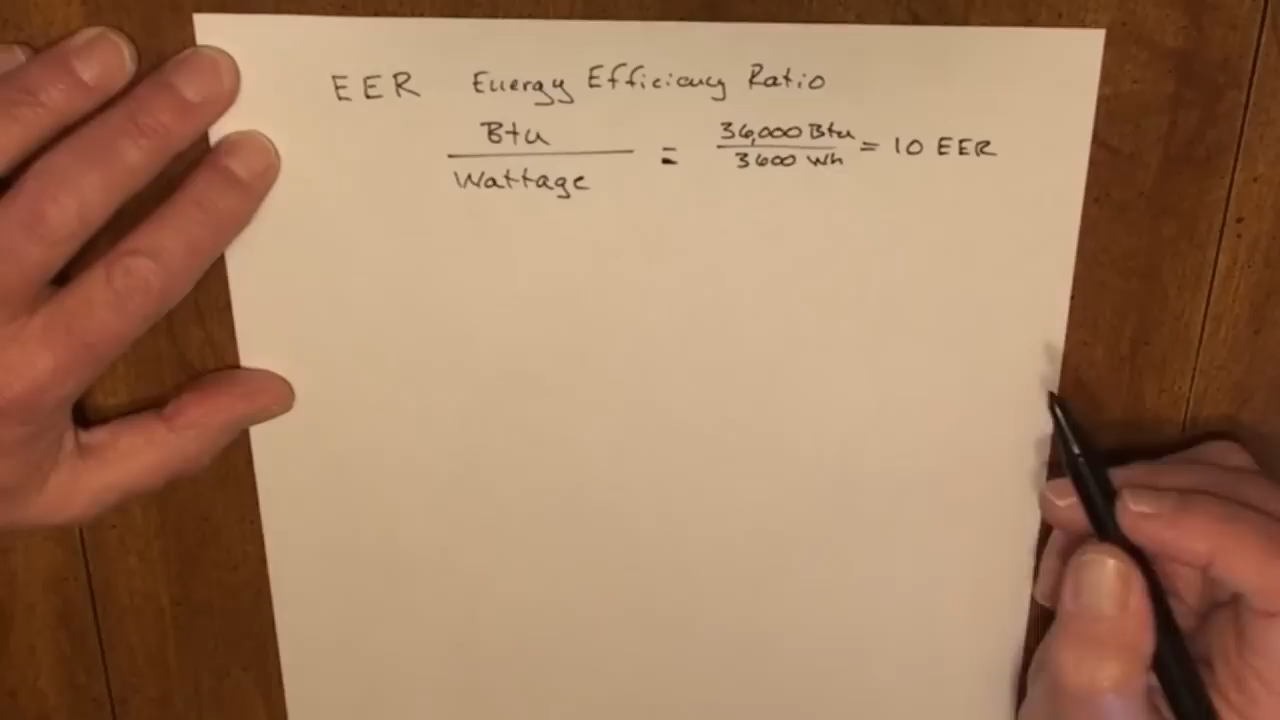 EER Energy Efficiency Ratio
Btu
Wattage
=
36,000 Btu
3600 Wh
= 10 EER